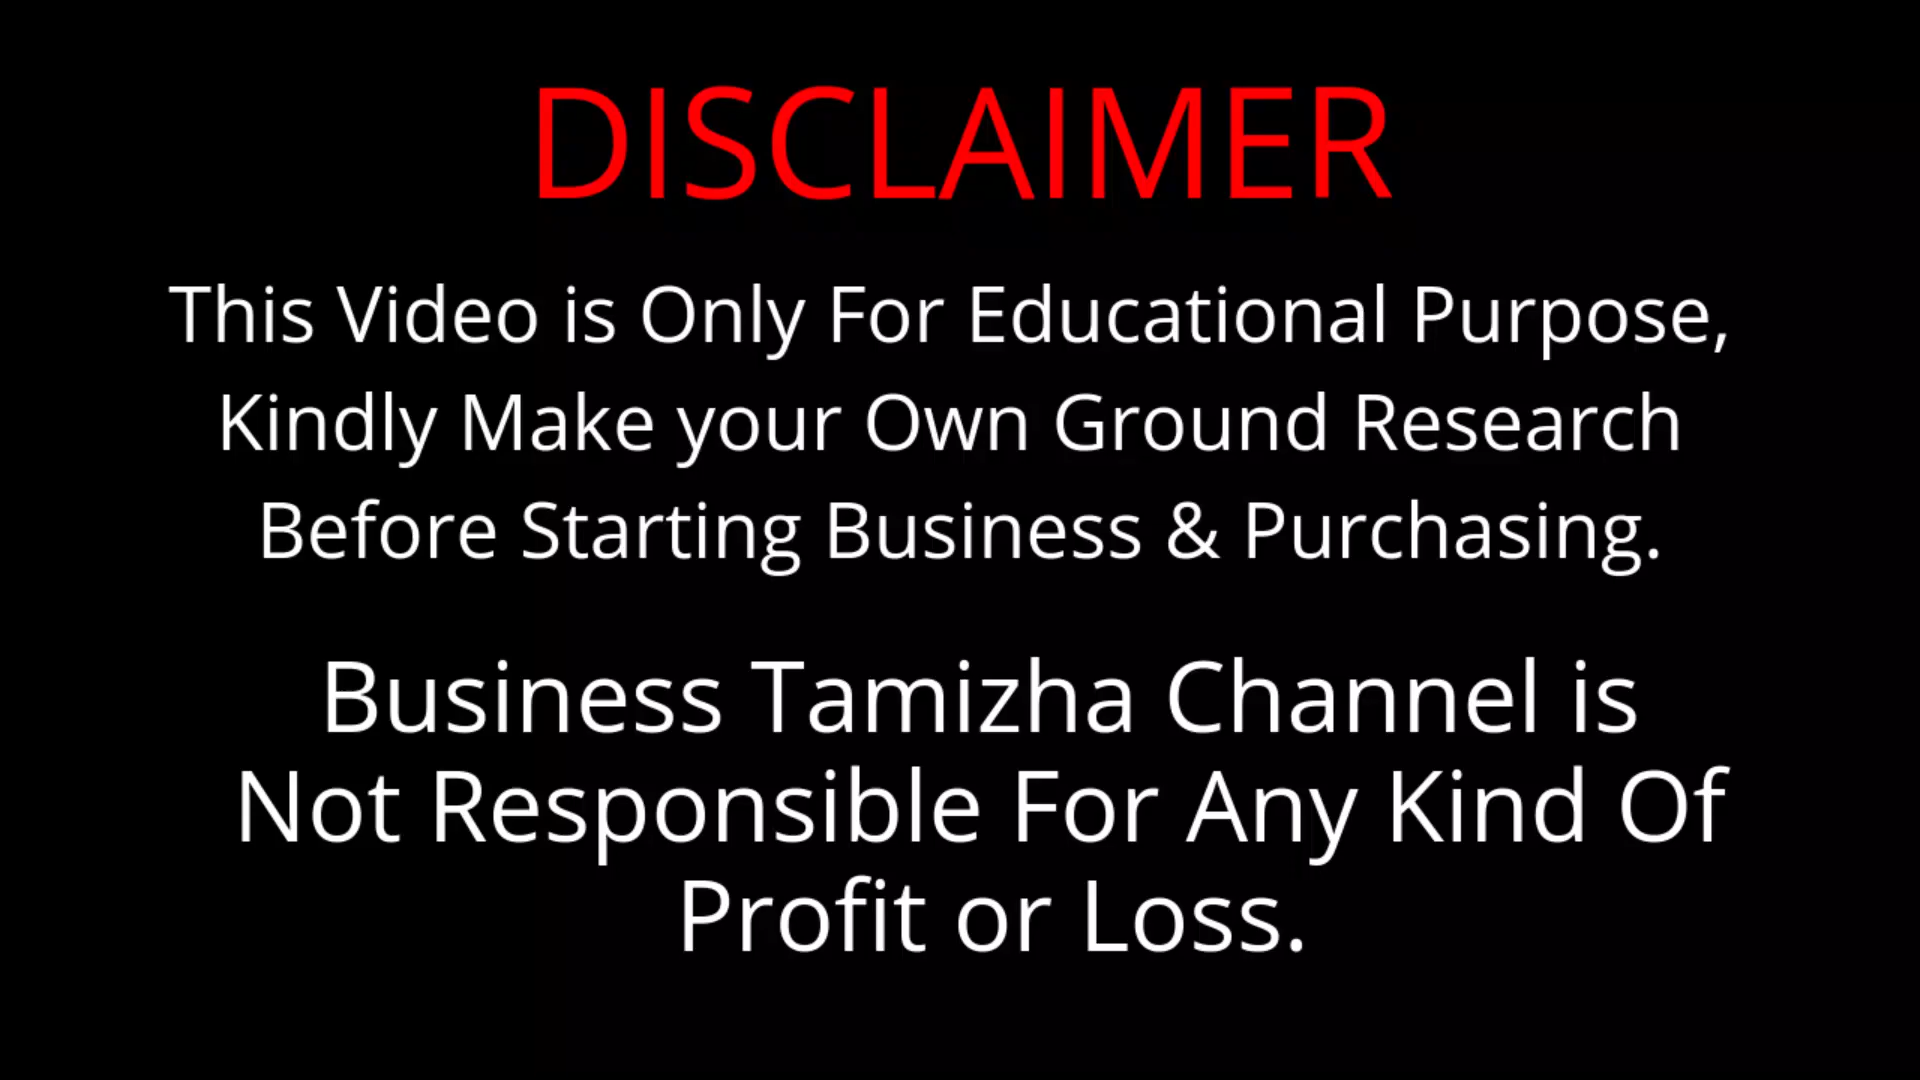 DISCLAIMER
This Video is Only For Educational Purpose,
Kindly Make your Own Ground Research
Before Starting Business & Purchasing.
Business Tamizha Channel is
Not Responsible For Any Kind Of
Profit or Loss.